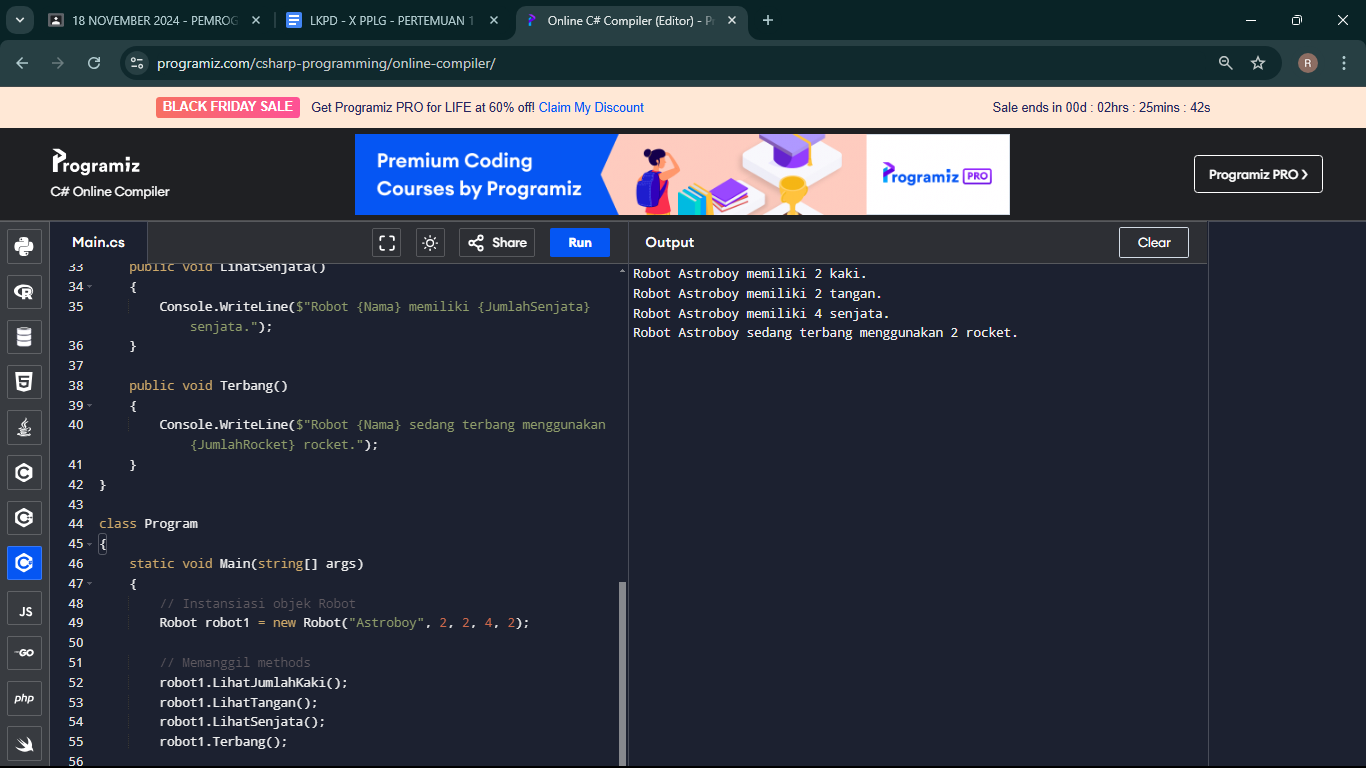 18 NOVEMBER 2024 - PEMROG
LKPD - X PPLG - PERTEMUAN 1
Online C# Compiler (Editor) - P
programiz.com/csharp-programming/online-compiler/
R
BLACK FRIDAY SALE Get Programiz PRO for LIFE at 60% off! Claim My Discount
Sale ends in 00d : 02hrs : 25mins : 42s
Programiz
C# Online Compiler
Premium Coding
Courses by Programiz
Programiz PRO
Programiz PRO >
Main.cs
Share
Run
Output
Clear
33 public void LihatSenjata()
34 {
35 Console.WriteLine($"Robot {Nama} memiliki {JumlahSenjata}
senjata.");
36 }
37
38 public void Terbang()
39 {
40 Console.WriteLine($"Robot {Nama} sedang terbang menggunakan
{JumlahRocket} rocket.");
41 }
42 }
43
44 class Program
45 {
46 static void Main(string[] args)
47 {
48 // Instansiasi objek Robot
49 Robot robot1 = new Robot("Astroboy", 2, 2, 4, 2);
50
51 // Memanggil methods
52 robot1.LihatJumlahKaki();
53 robot1.LihatTangan();
54 robot1.LihatSenjata();
55 robot1.Terbang();
56
Robot Astroboy memiliki 2 kaki.
Robot Astroboy memiliki 2 tangan.
Robot Astroboy memiliki 4 senjata.
Robot Astroboy sedang terbang menggunakan 2 rocket.
R
5
C
C
C
JS
GO
php